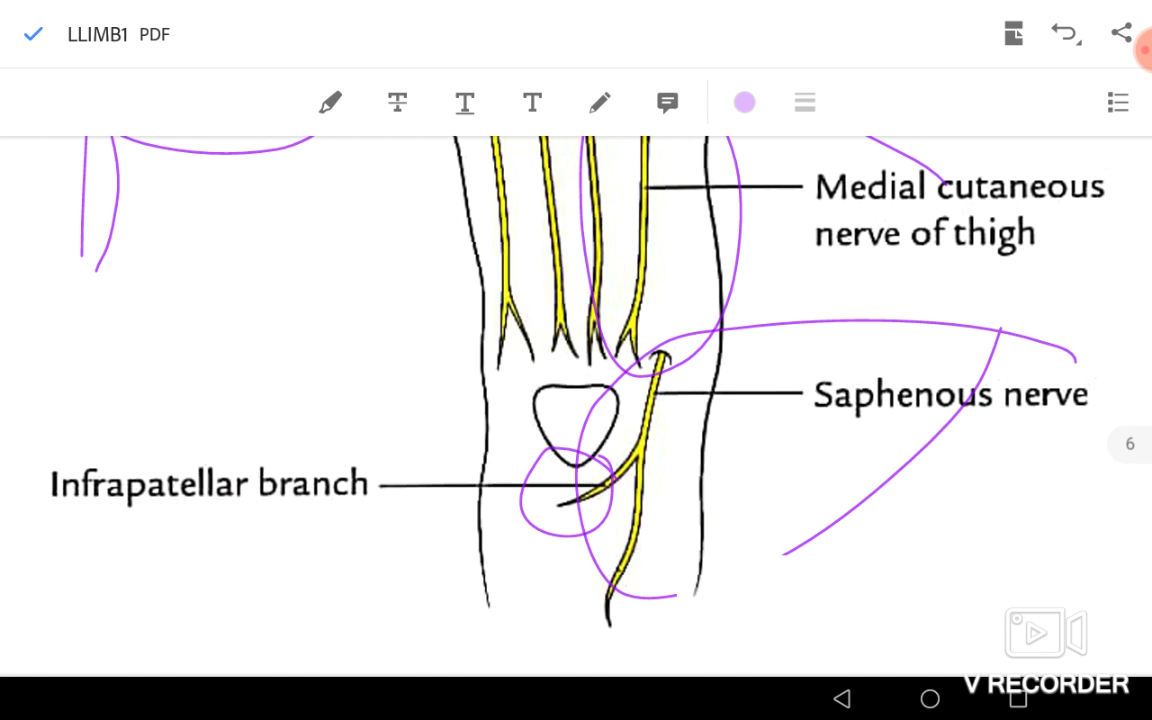 LLIMB1 PDF
Medial cutaneous
nerve of thigh
Saphenous nerve
6
Infrapatellar branch
V RECORDER